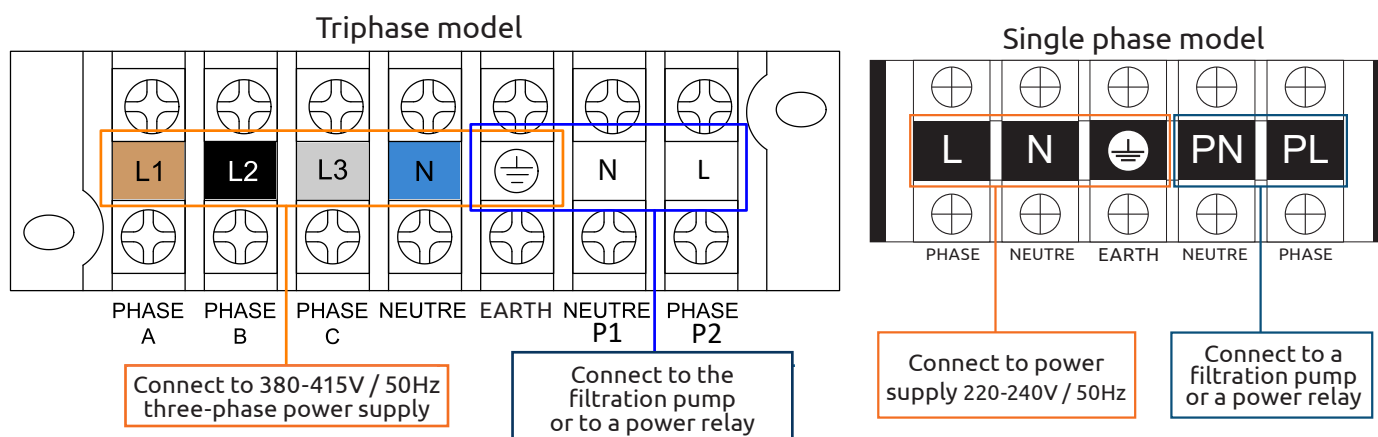 Triphase model
L1 L2 L3 N N L
PHASE A
PHASE B
PHASE C
NEUTRE
EARTH
NEUTRE P1
PHASE P2
Connect to 380-415V / 50Hz
three-phase power supply
Connect to the
filtration pump
or to a power relay
Single phase model
L N PN PL
PHASE NEUTRE EARTH NEUTRE PHASE
Connect to power
supply 220-240V / 50Hz
Connect to a
filtration pump
or a power relay